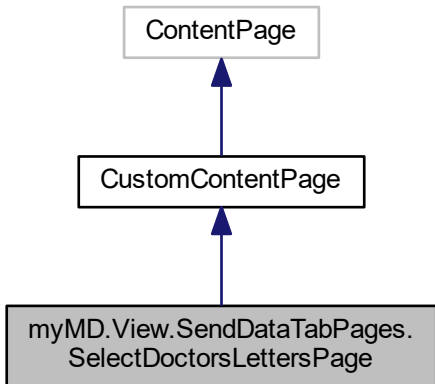 ContentPage
CustomContentPage
myMD.View.SendDataTabPages.
SelectDoctorsLettersPage